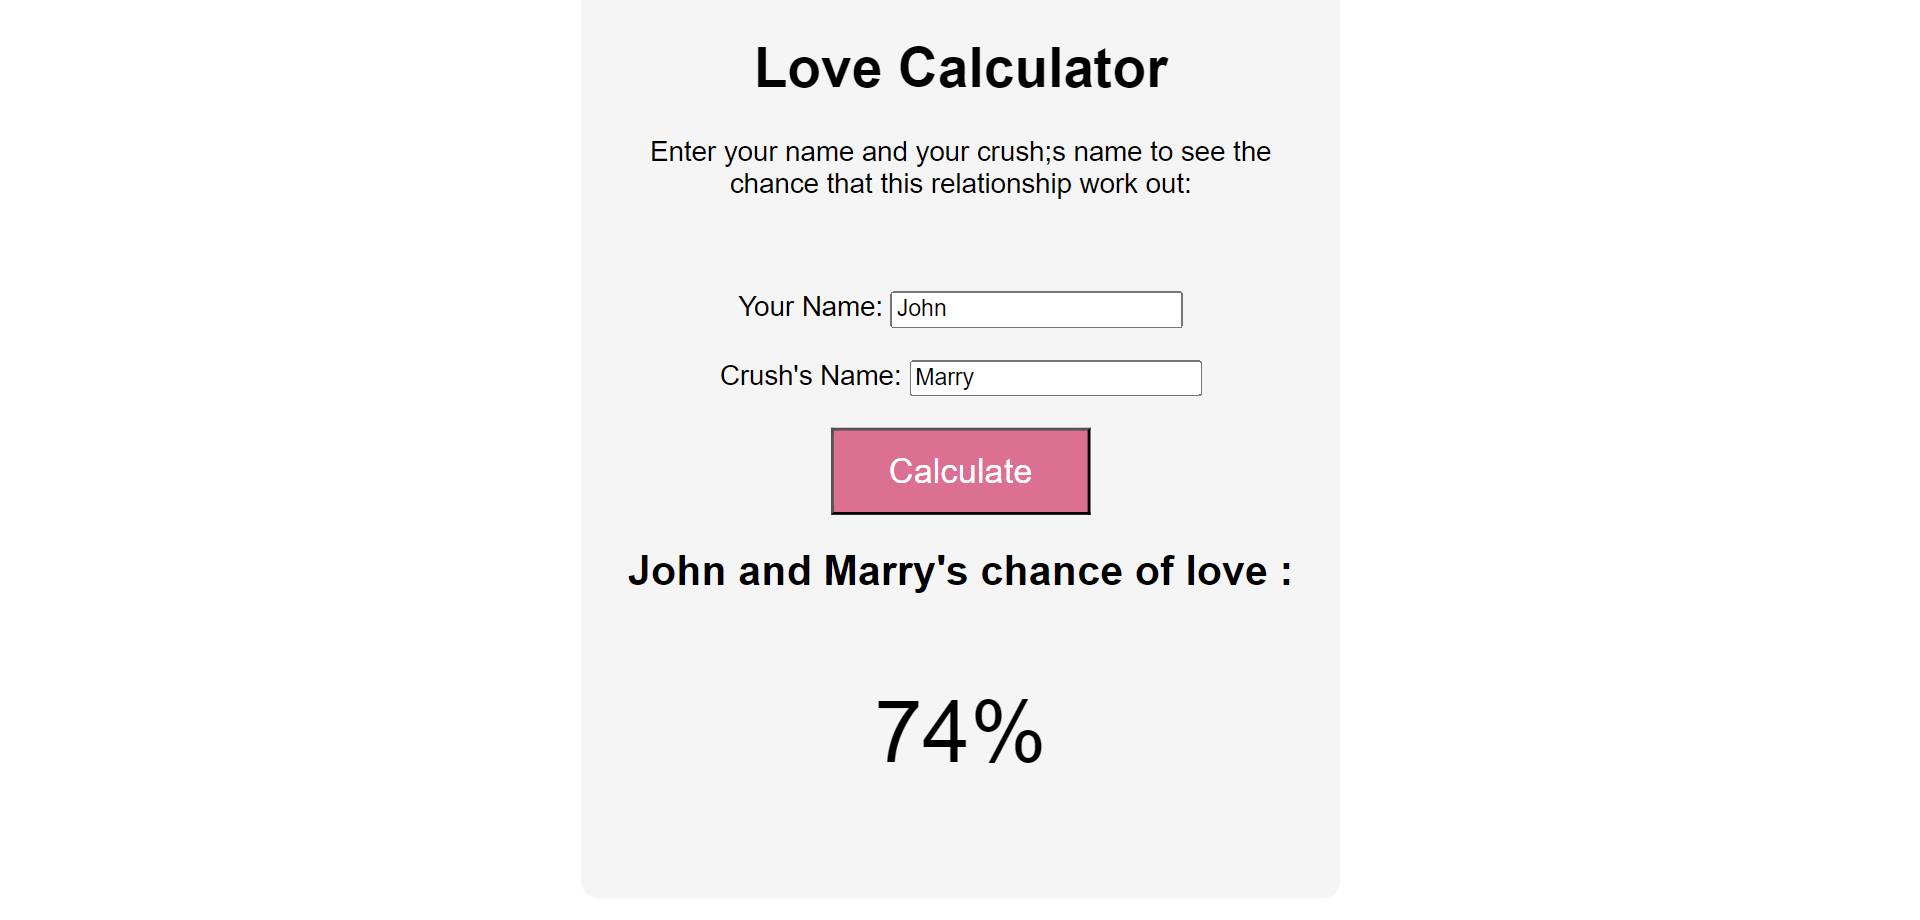 Love Calculator
Enter your name and your crush;s name to see the
chance that this relationship work out:
Your Name: John
Crush's Name: Marry
Calculate
John and Marry's chance of love :
74%